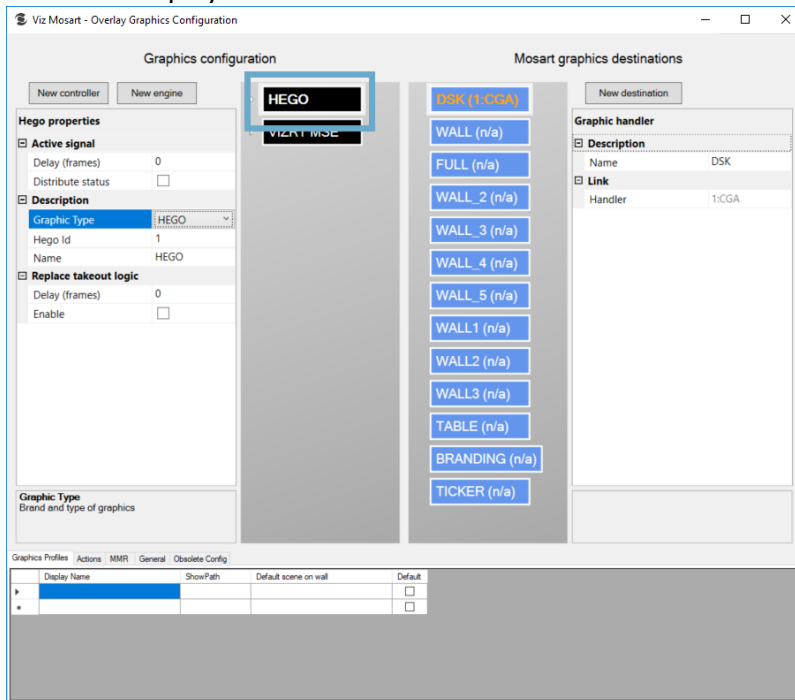 Viz Mosart - Overlay Graphics Configuration
Graphics configuration
Mosart graphics destinations
New controller
New engine
New destination
Hego properties
Active signal
Delay (frames) 0
Distribute status
Description
Graphic Type HEGO
Hego Id 1
Name HEGO
Replace takeout logic
Delay (frames) 0
Enable
Graphic Type
Brand and type of graphics
HEGO
VIZRT MSE
DSK (1:CGA)
WALL (n/a)
FULL (n/a)
WALL_2 (n/a)
WALL_3 (n/a)
WALL_4 (n/a)
WALL_5 (n/a)
WALL1 (n/a)
WALL2 (n/a)
WALL3 (n/a)
TABLE (n/a)
BRANDING (n/a)
TICKER (n/a)
Graphic handler
Description
Name DSK
Link
Handler 1:CGA
Graphics Profiles Actions MMR General Obsolete Config
Display Name ShowPath Default scene on wall Default